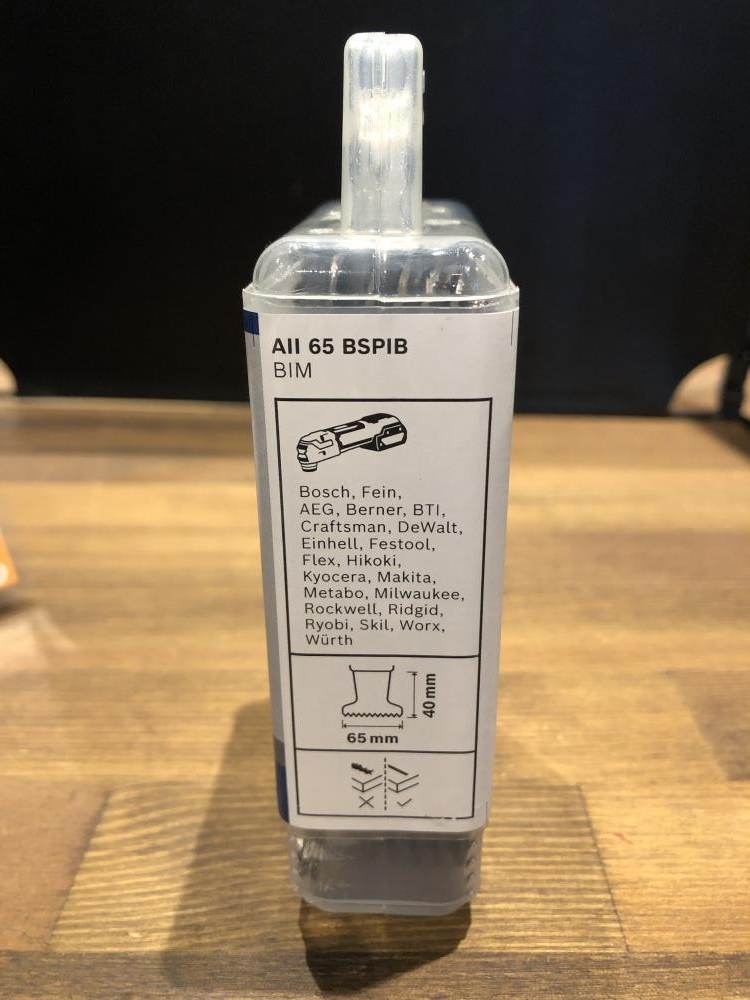 AII 65 BSPIB
BIM
Bosch, Fein,
AEG, Berner, BTI,
Craftsman, DeWalt,
Einhell, Festool,
Flex, Hikoki,
Kyocera, Makita,
Metabo, Milwaukee,
Rockwell, Ridgid,
Ryobi, Skil, Worx,
Würth
40 mm
65 mm